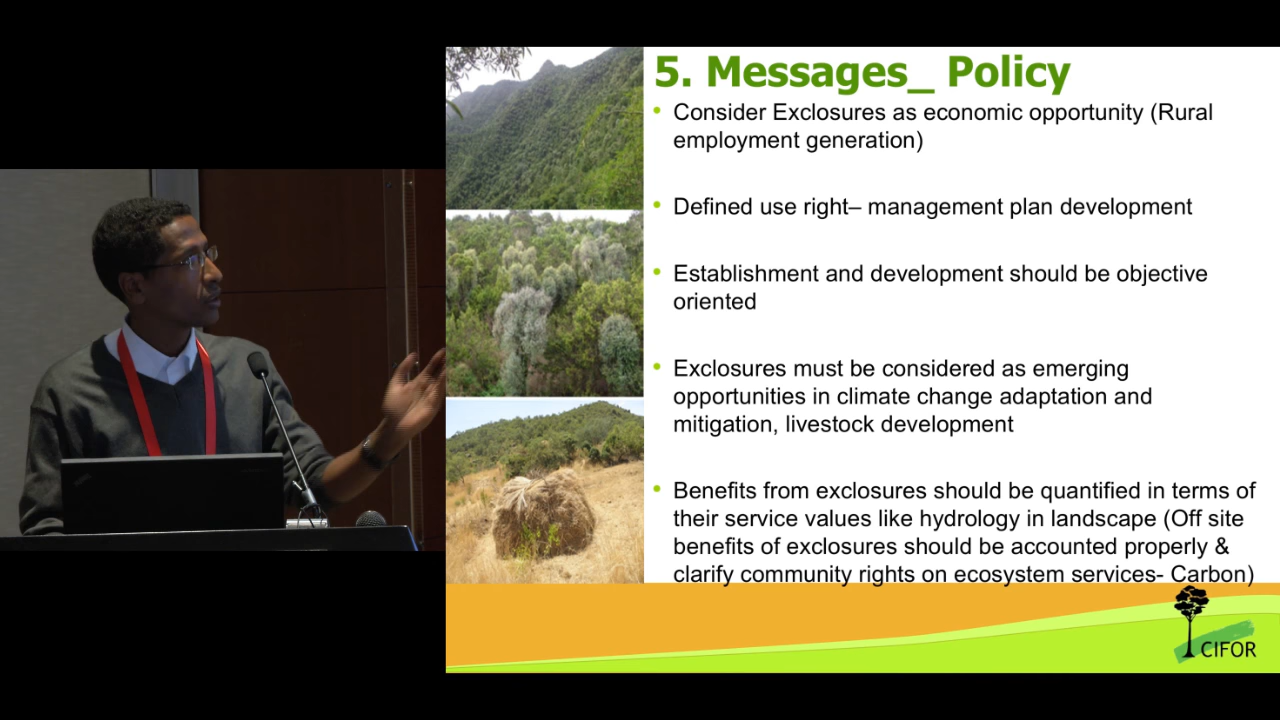 5. Messages_ Policy
• Consider Exclosures as economic opportunity (Rural
employment generation)
• Defined use right– management plan development
• Establishment and development should be objective
oriented
• Exclosures must be considered as emerging
opportunities in climate change adaptation and
mitigation, livestock development
• Benefits from exclosures should be quantified in terms of
their service values like hydrology in landscape (Off site
benefits of exclosures should be accounted properly &
clarify community rights on ecosystem services- Carbon)
CIFOR